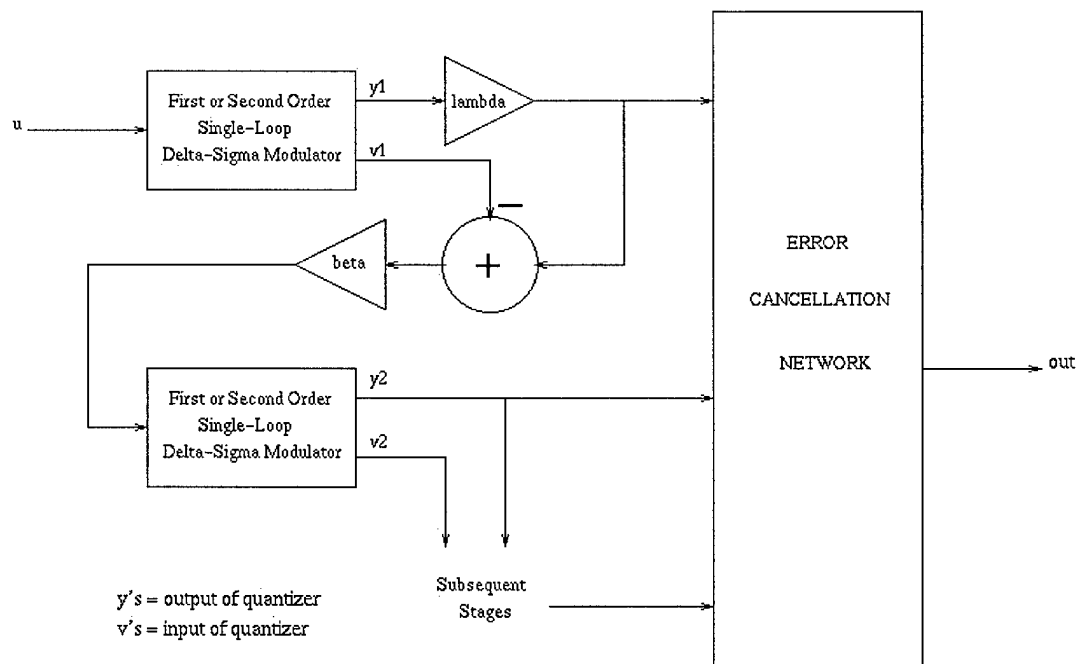 u
First or Second Order
Single-Loop
Delta-Sigma Modulator
y1
v1
lambda
−
+
beta
First or Second Order
Single-Loop
Delta-Sigma Modulator
y2
v2
Subsequent
Stages
ERROR
CANCELLATION
NETWORK
out
y's = output of quantizer
v's = input of quantizer